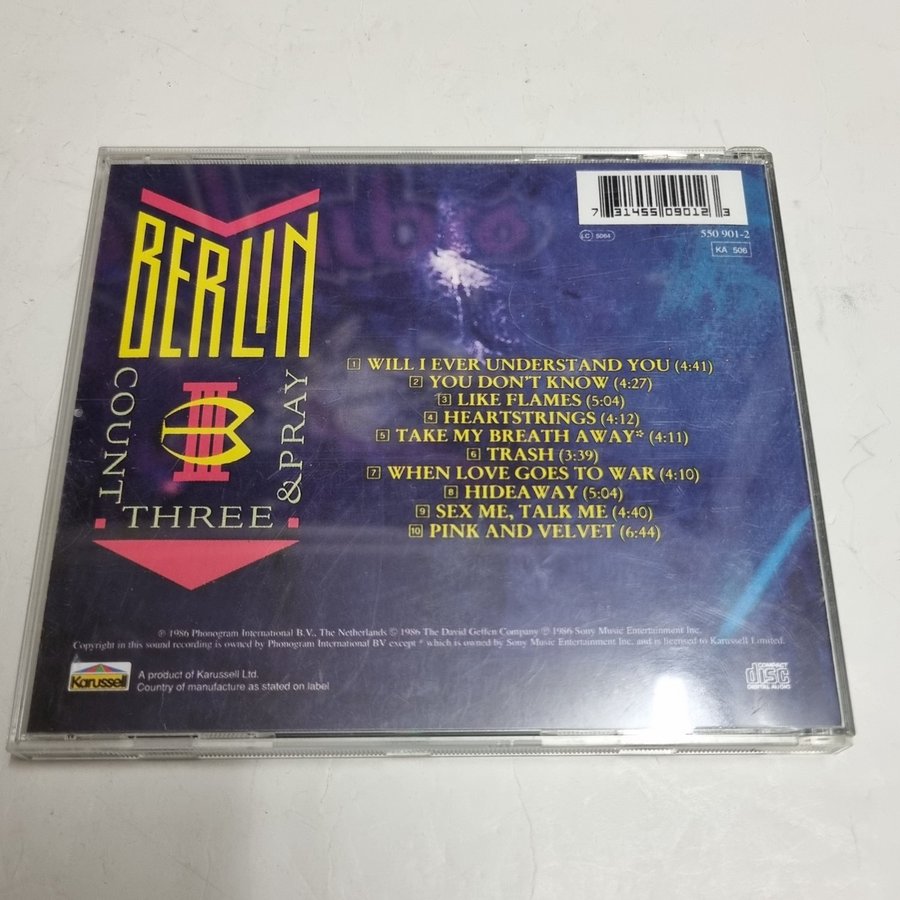 BERLIN
COUNT
THREE
& PRAY
7 31455 09012 3
LC 5064
550 901-2
KA 506
1 WILL I EVER UNDERSTAND YOU (4:41)
2 YOU DON'T KNOW (4:27)
3 LIKE FLAMES (5:04)
4 HEARTSTRINGS (4:12)
5 TAKE MY BREATH AWAY* (4:11)
6 TRASH (3:39)
7 WHEN LOVE GOES TO WAR (4:10)
8 HIDEAWAY (5:04)
9 SEX ME, TALK ME (4:40)
10 PINK AND VELVET (6:44)
℗ 1986 Phonogram International B.V., The Netherlands © 1986 The David Geffen Company ℗ 1986 Sony Music Entertainment Inc.
Copyright in this sound recording is owned by Phonogram International BV except * which is owned by Sony Music Entertainment Inc. and is licensed to Karussell Limited.
Karussell
A product of Karussell Ltd.
Country of manufacture as stated on label
COMPACT
disc
DIGITAL AUDIO